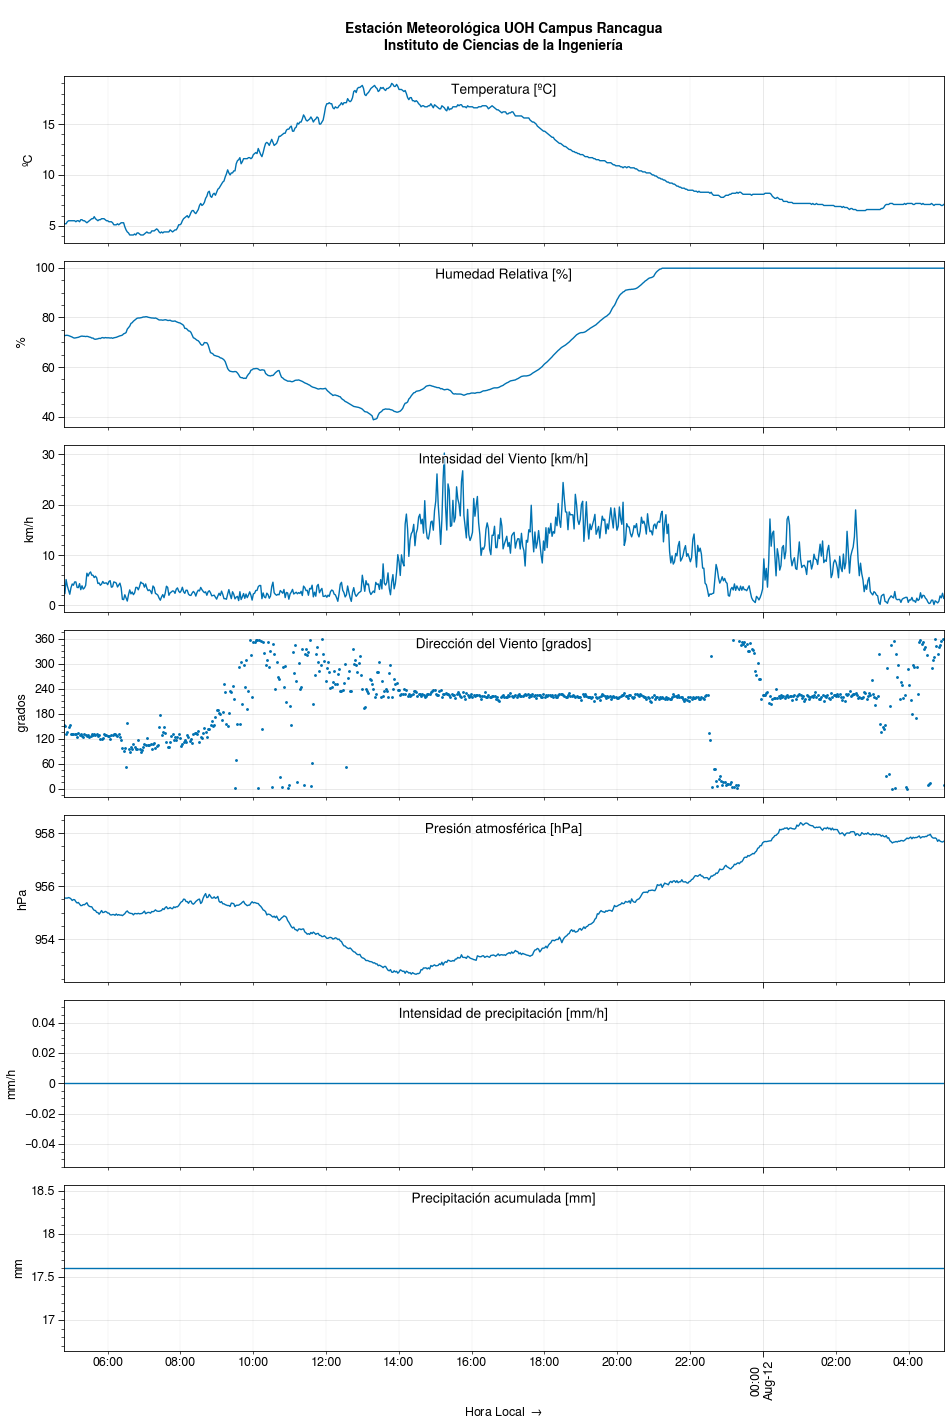 Estación Meteorológica UOH Campus Rancagua
Instituto de Ciencias de la Ingeniería
Temperatura [ºC]
ºC
15
10
5
Humedad Relativa [%]
%
100
80
60
40
Intensidad del Viento [km/h]
km/h
30
20
10
0
Dirección del Viento [grados]
grados
360
300
240
180
120
60
0
Presión atmosférica [hPa]
hPa
958
956
954
Intensidad de precipitación [mm/h]
mm/h
0.04
0.02
0
−0.02
−0.04
Precipitación acumulada [mm]
mm
18.5
18
17.5
17
06:00 08:00 10:00 12:00 14:00 16:00 18:00 20:00 22:00 00:00 02:00 04:00
Aug-12
Hora Local →